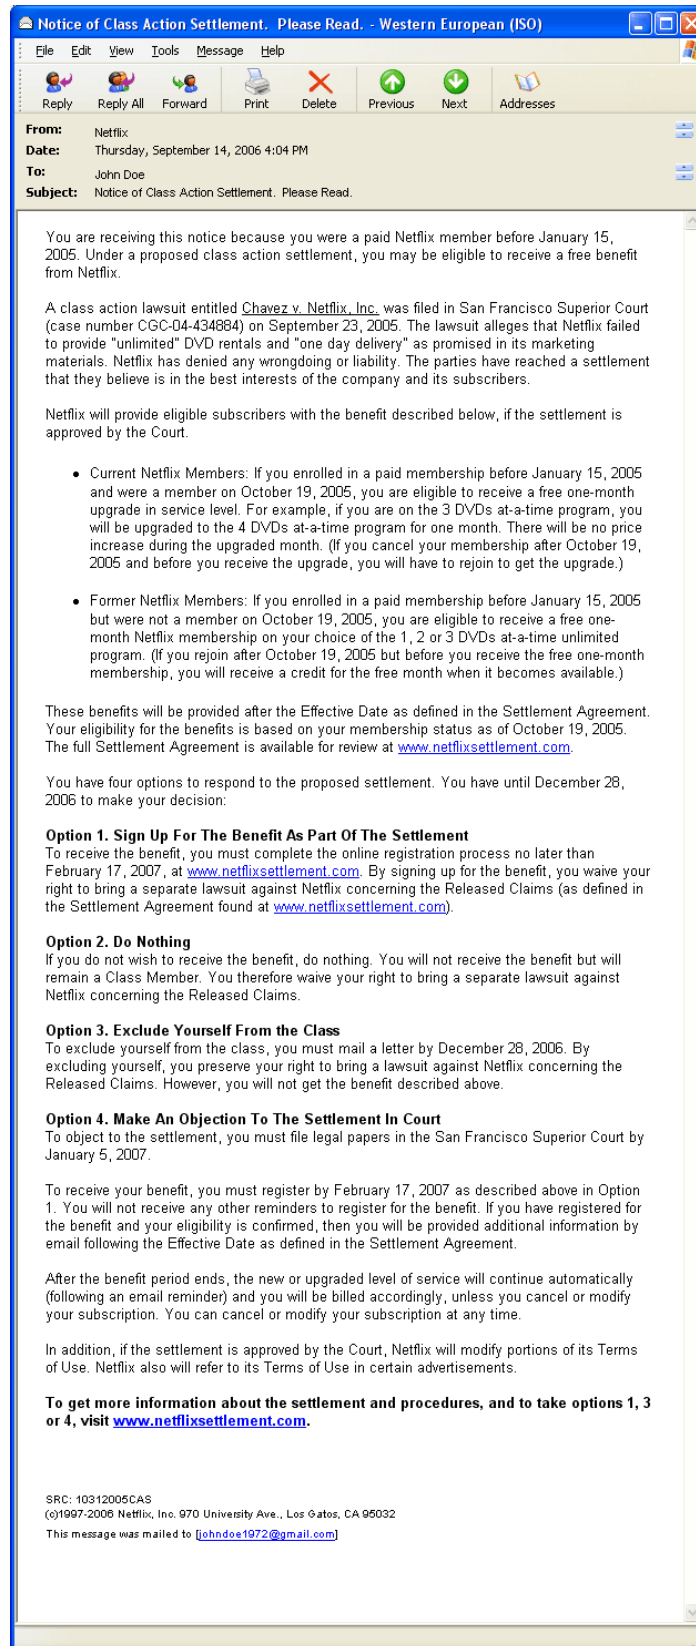 Notice of Class Action Settlement.  Please Read. - Western European (ISO)
File Edit View Tools Message Help
Reply Reply All Forward Print Delete Previous Next Addresses
From: Netflix
Date: Thursday, September 14, 2006 4:04 PM
To: John Doe
Subject: Notice of Class Action Settlement.  Please Read.
You are receiving this notice because you were a paid Netflix member before January 15,
2005. Under a proposed class action settlement, you may be eligible to receive a free benefit
from Netflix.
A class action lawsuit entitled Chavez v. Netflix, Inc. was filed in San Francisco Superior Court
(case number CGC-04-434884) on September 23, 2005. The lawsuit alleges that Netflix failed
to provide "unlimited" DVD rentals and "one day delivery" as promised in its marketing
materials. Netflix has denied any wrongdoing or liability. The parties have reached a settlement
that they believe is in the best interests of the company and its subscribers.
Netflix will provide eligible subscribers with the benefit described below, if the settlement is
approved by the Court.
• Current Netflix Members: If you enrolled in a paid membership before January 15, 2005
and were a member on October 19, 2005, you are eligible to receive a free one-month
upgrade in service level. For example, if you are on the 3 DVDs at-a-time program, you
will be upgraded to the 4 DVDs at-a-time program for one month. There will be no price
increase during the upgraded month. (If you cancel your membership after October 19,
2005 and before you receive the upgrade, you will have to rejoin to get the upgrade.)
• Former Netflix Members: If you enrolled in a paid membership before January 15, 2005
but were not a member on October 19, 2005, you are eligible to receive a free one-
month Netflix membership on your choice of the 1, 2 or 3 DVDs at-a-time unlimited
program. (If you rejoin after October 19, 2005 but before you receive the free one-month
membership, you will receive a credit for the free month when it becomes available.)
These benefits will be provided after the Effective Date as defined in the Settlement Agreement.
Your eligibility for the benefits is based on your membership status as of October 19, 2005.
The full Settlement Agreement is available for review at www.netflixsettlement.com.
You have four options to respond to the proposed settlement. You have until December 28,
2006 to make your decision:
Option 1. Sign Up For The Benefit As Part Of The Settlement
To receive the benefit, you must complete the online registration process no later than
February 17, 2007, at www.netflixsettlement.com. By signing up for the benefit, you waive your
right to bring a separate lawsuit against Netflix concerning the Released Claims (as defined in
the Settlement Agreement found at www.netflixsettlement.com).
Option 2. Do Nothing
If you do not wish to receive the benefit, do nothing. You will not receive the benefit but will
remain a Class Member. You therefore waive your right to bring a separate lawsuit against
Netflix concerning the Released Claims.
Option 3. Exclude Yourself From the Class
To exclude yourself from the class, you must mail a letter by December 28, 2006. By
excluding yourself, you preserve your right to bring a lawsuit against Netflix concerning the
Released Claims. However, you will not get the benefit described above.
Option 4. Make An Objection To The Settlement In Court
To object to the settlement, you must file legal papers in the San Francisco Superior Court by
January 5, 2007.
To receive your benefit, you must register by February 17, 2007 as described above in Option
1. You will not receive any other reminders to register for the benefit. If you have registered for
the benefit and your eligibility is confirmed, then you will be provided additional information by
email following the Effective Date as defined in the Settlement Agreement.
After the benefit period ends, the new or upgraded level of service will continue automatically
(following an email reminder) and you will be billed accordingly, unless you cancel or modify
your subscription. You can cancel or modify your subscription at any time.
In addition, if the settlement is approved by the Court, Netflix will modify portions of its Terms
of Use. Netflix also will refer to its Terms of Use in certain advertisements.
To get more information about the settlement and procedures, and to take options 1, 3
or 4, visit www.netflixsettlement.com.
SRC: 10312005CAS
(c)1997-2006 Netflix, Inc. 970 University Ave., Los Gatos, CA 95032
This message was mailed to [johndoe1972@gmail.com]